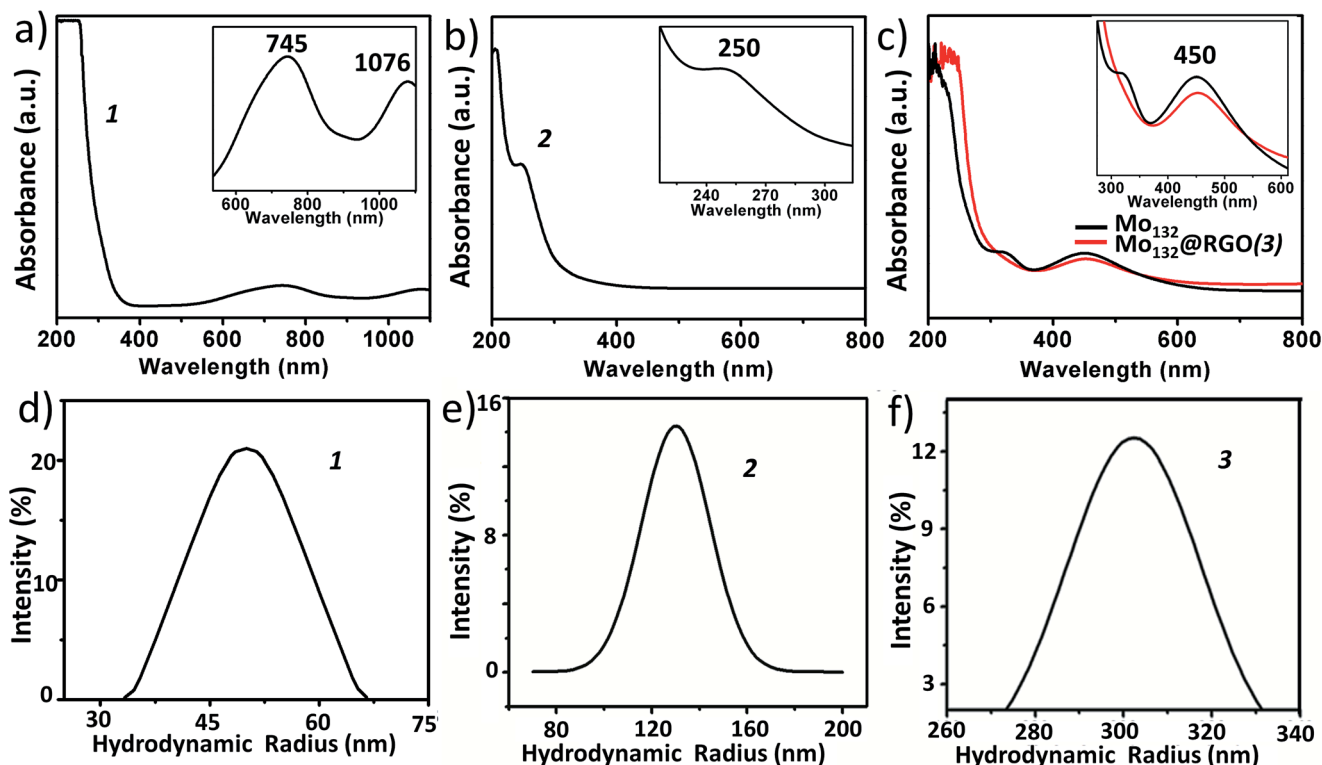 a)
Absorbance (a.u.)
1
745
1076
600 800 1000
Wavelength (nm)
200 400 600 800 1000
Wavelength (nm)
b)
Absorbance (a.u.)
2
250
240 270 300
Wavelength (nm)
200 400 600 800
Wavelength (nm)
c)
Absorbance (a.u.)
450
300 400 500 600
Wavelength (nm)
Mo132
Mo132@RGO(3)
200 400 600 800
Wavelength (nm)
d)
Intensity (%)
20
10
0
1
30 45 60 75
Hydrodynamic Radius (nm)
e)
Intensity (%)
16
8
0
2
80 120 160 200
Hydrodynamic Radius (nm)
f)
Intensity (%)
12
9
6
3
3
260 280 300 320 340
Hydrodynamic Radius (nm)